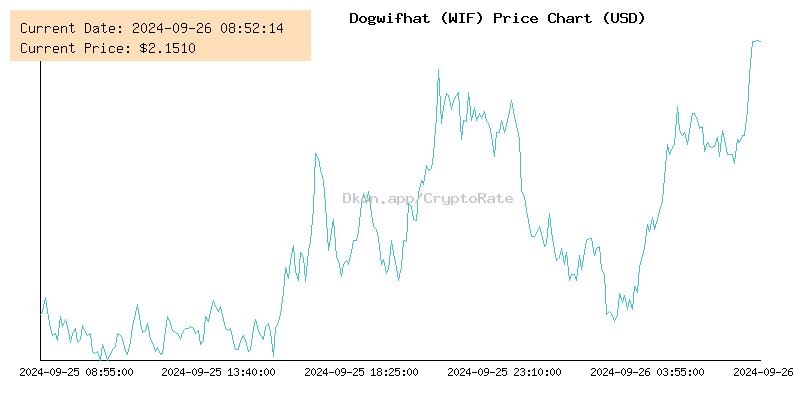 Dogwifhat (WIF) Price Chart (USD)
Current Date: 2024-09-26 08:52:14
Current Price: $2.1510
Dkon.app/CryptoRate
2024-09-25 08:55:00
2024-09-25 13:40:00
2024-09-25 18:25:00
2024-09-25 23:10:00
2024-09-26 03:55:00
2024-09-26